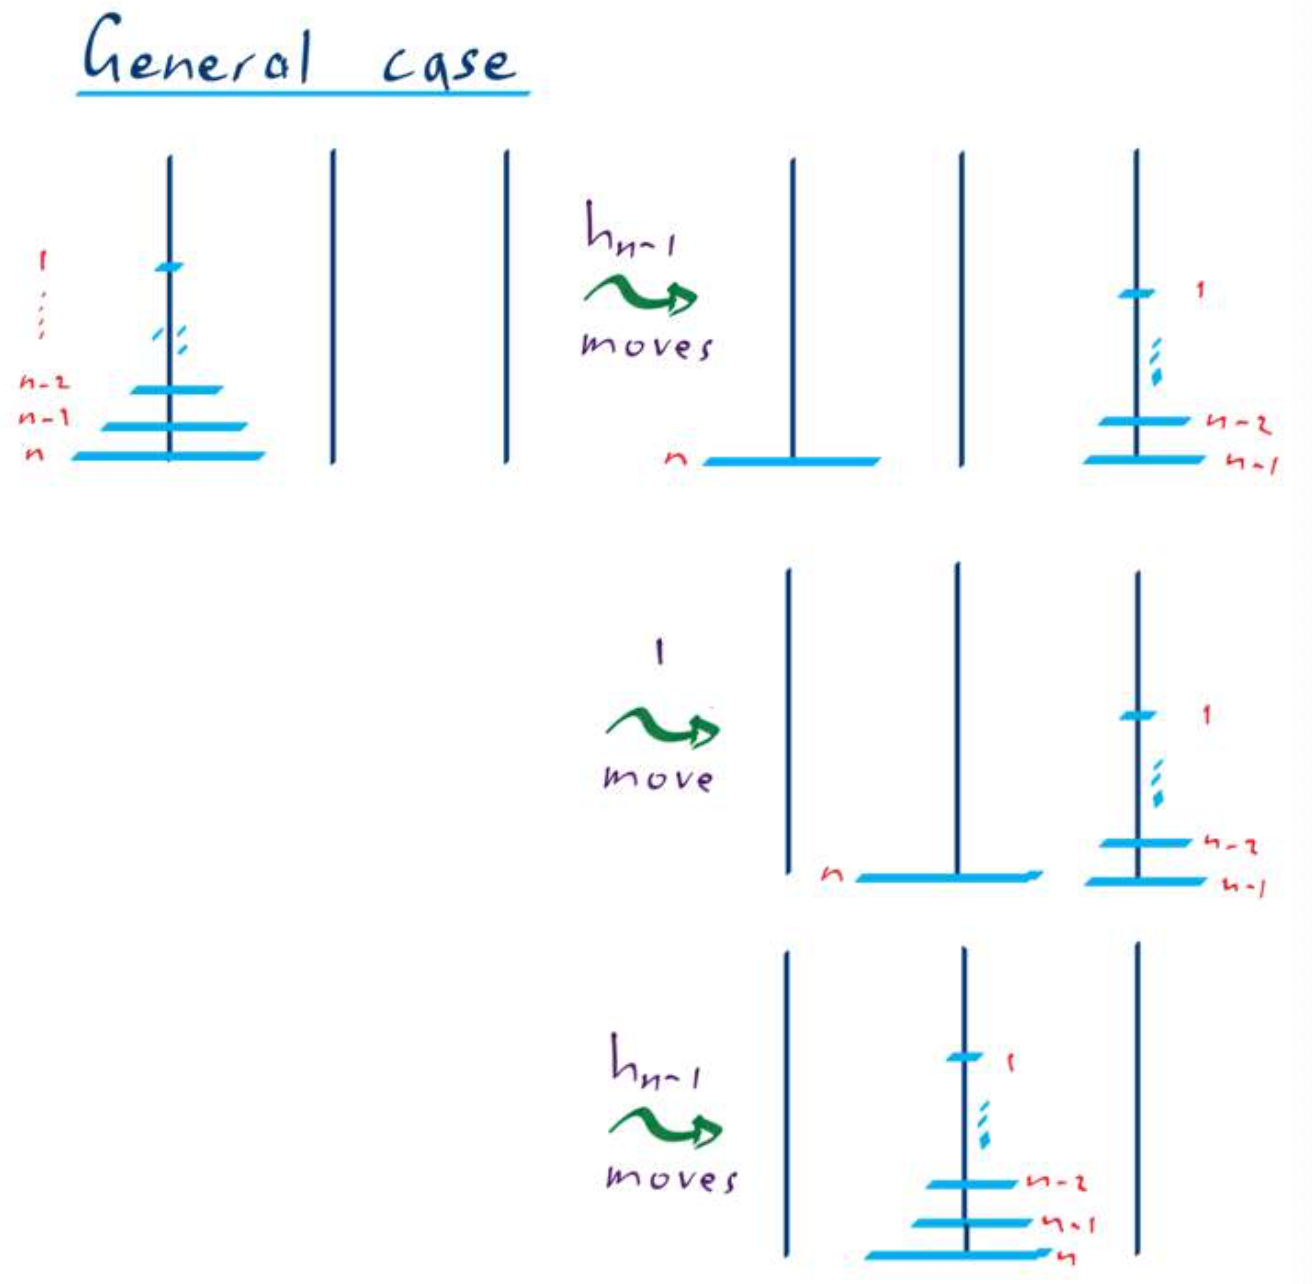 General case
1
n-2
n-1
n
h_{n-1}
moves
n
1
n-2
n-1
1
move
n
1
n-2
n-1
h_{n-1}
moves
1
n-2
n-1
n